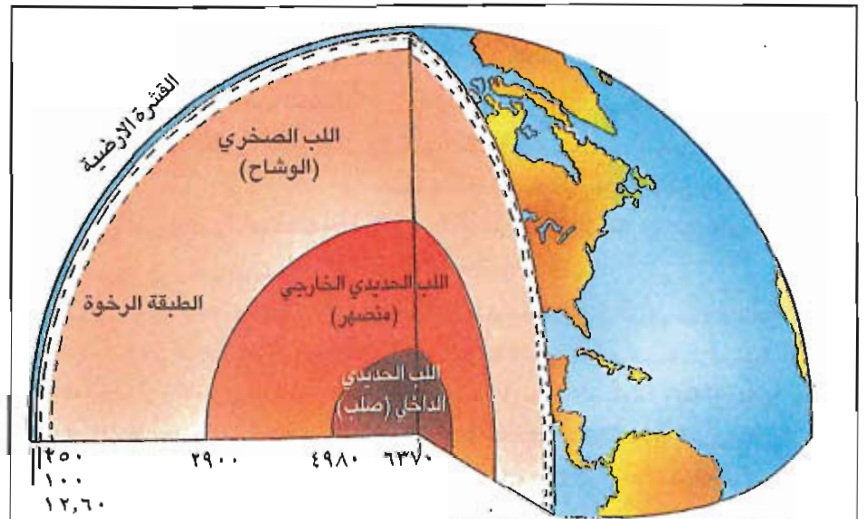 القشرة الارضية
اللب الصخري
(الوشاح)
الطبقة الرخوة
اللب الحديدي الخارجي
(منصهر)
اللب الحديدي
الداخلي (صلب)
٢٥٠
٢٩٠٠
٤٩٨٠
٦٣٧٠
١٠٠
١٢,٦٠